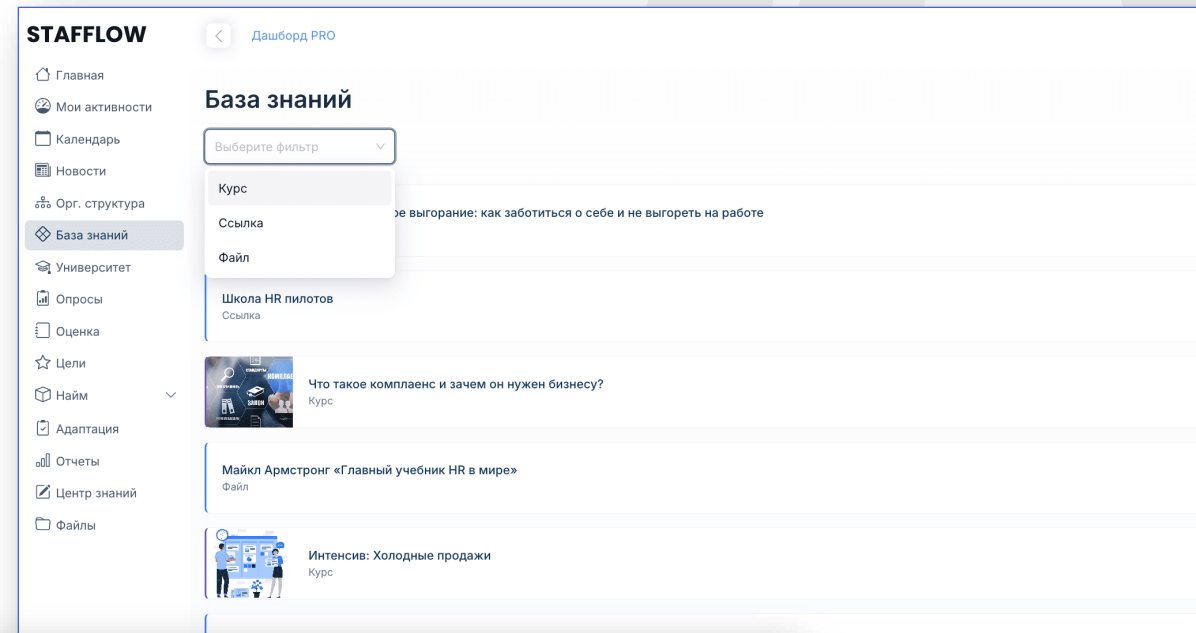 STAFFLOW
Главная
Мои активности
Календарь
Новости
Орг. структура
База знаний
Университет
Опросы
Оценка
Цели
Найм
Адаптация
Отчеты
Центр знаний
Файлы
Дашборд PRO
База знаний
Выберите фильтр
Курс
Ссылка
Файл
выгорание: как заботиться о себе и не выгореть на работе
Школа HR пилотов
Ссылка
Что такое комплаенс и зачем он нужен бизнесу?
Курс
Майкл Армстронг «Главный учебник HR в мире»
Файл
Интенсив: Холодные продажи
Курс